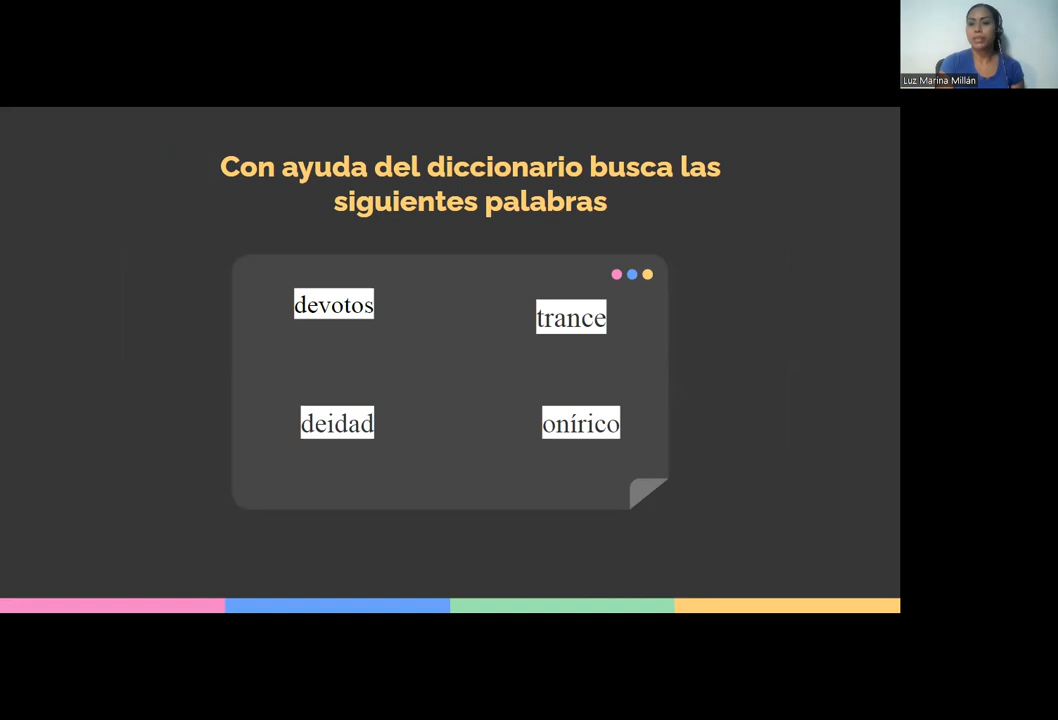 Luz Marina Millán
Con ayuda del diccionario busca las
siguientes palabras
devotos
trance
deidad
onírico